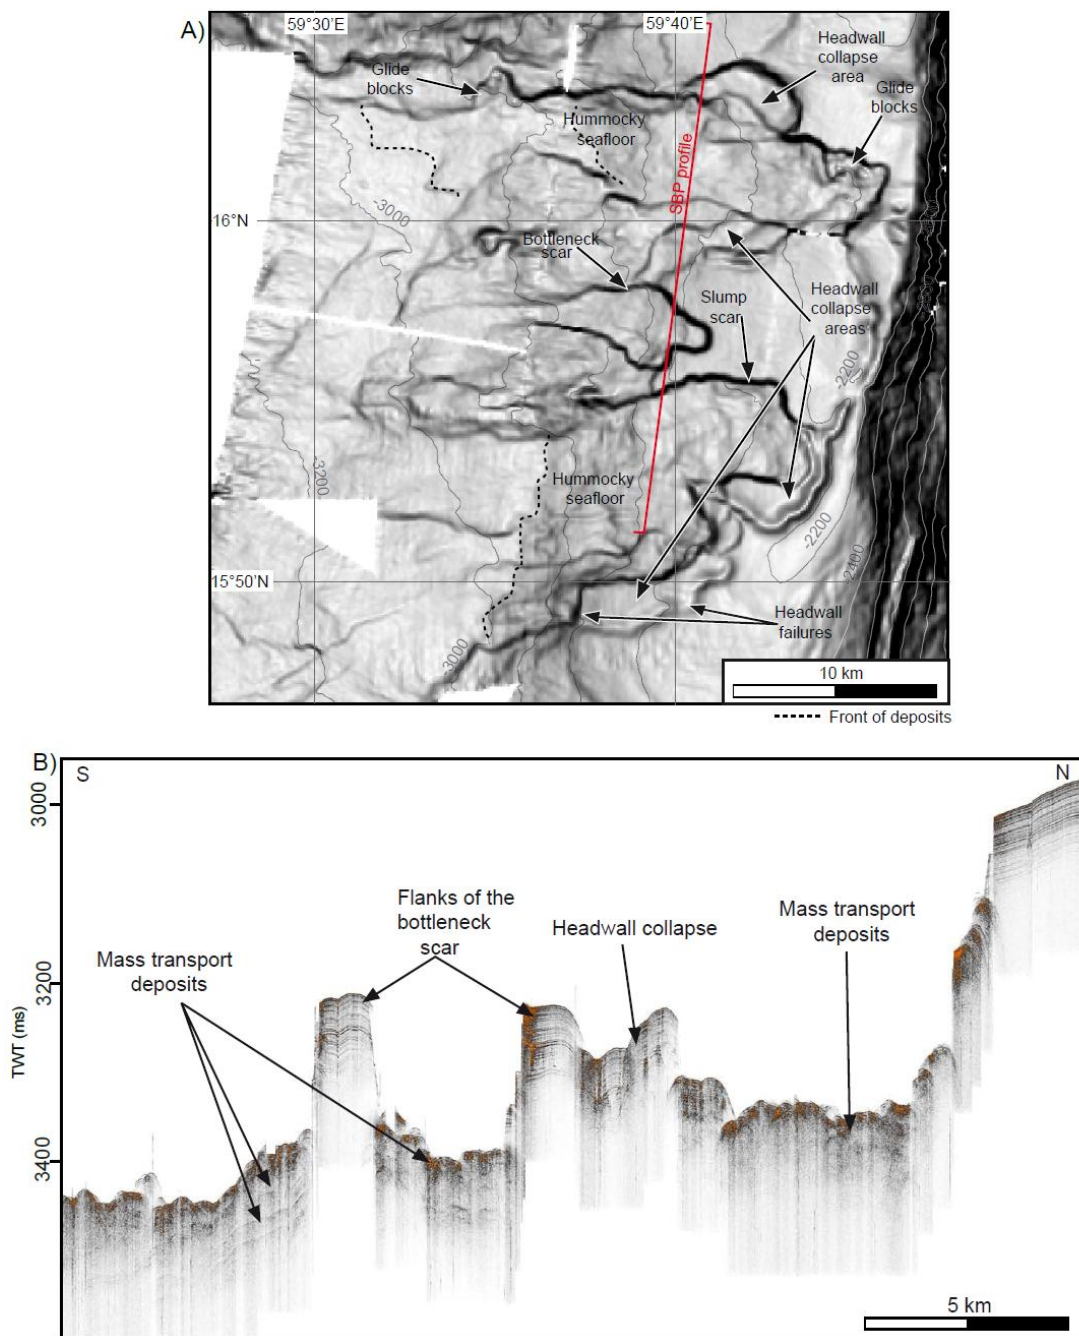 A)
59°30'E
59°40'E
Headwall
collapse
area
Glide
blocks
Glide
blocks
Hummocky
seafloor
SBP profile
-3000
16°N
Bottleneck
scar
Slump
scar
Headwall
collapse
areas
-2200
-3200
Hummocky
seafloor
-2200
-2400
15°50'N
Headwall
failures
-3000
10 km
Front of deposits
B)
S
N
3000
Flanks of the
bottleneck
scar
Headwall collapse
Mass transport
deposits
Mass transport
deposits
3200
TWT (ms)
3400
5 km